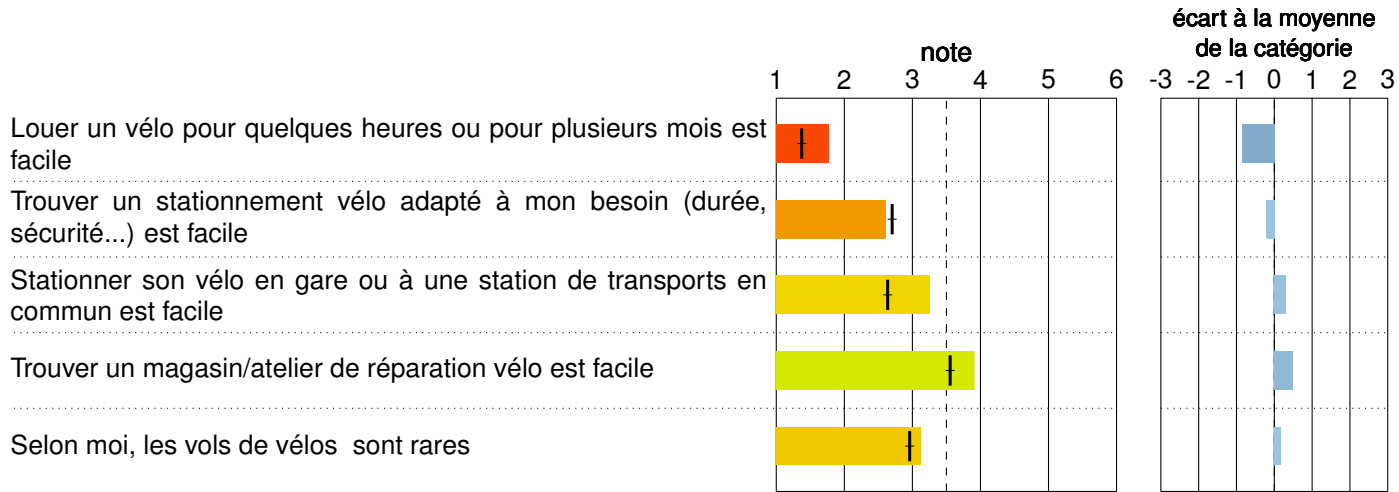 écart à la moyenne
de la catégorie
note
1 2 3 4 5 6
-3 -2 -1 0 1 2 3
Louer un vélo pour quelques heures ou pour plusieurs mois est
facile
Trouver un stationnement vélo adapté à mon besoin (durée,
sécurité...) est facile
Stationner son vélo en gare ou à une station de transports en
commun est facile
Trouver un magasin/atelier de réparation vélo est facile
Selon moi, les vols de vélos sont rares